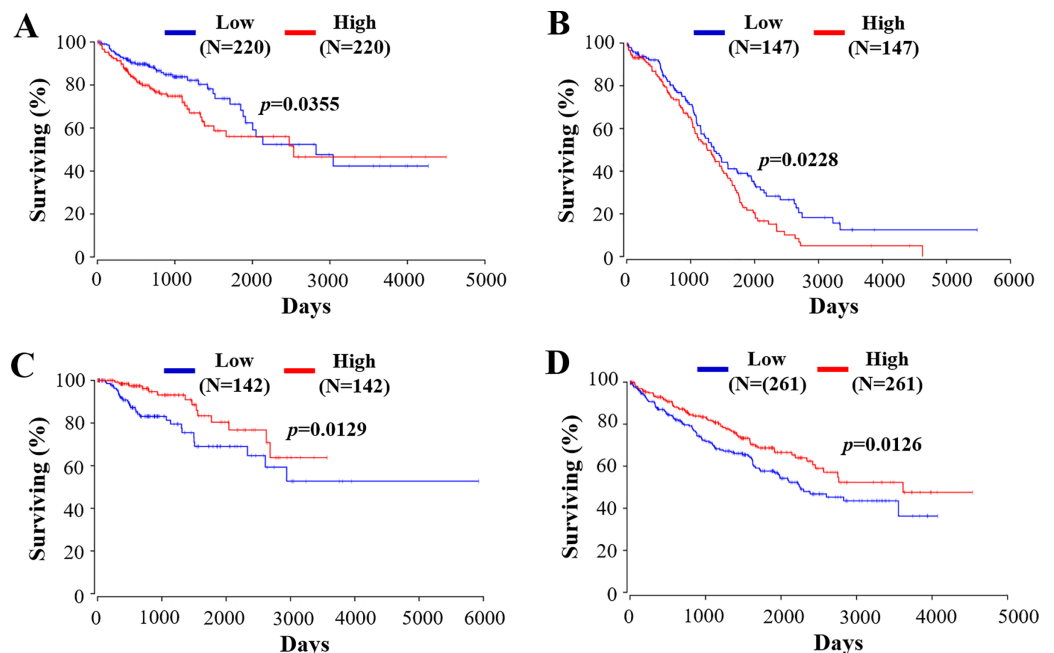 A
Low
(N=220)
High
(N=220)
100
80
60
40
20
0
Surviving (%)
p=0.0355
0 1000 2000 3000 4000 5000
Days
B
Low
(N=147)
High
(N=147)
100
80
60
40
20
0
Surviving (%)
p=0.0228
0 1000 2000 3000 4000 5000 6000
Days
C
Low
(N=142)
High
(N=142)
100
80
60
40
20
0
Surviving (%)
p=0.0129
0 1000 2000 3000 4000 5000 6000
Days
D
Low
(N=(261)
High
(N=261)
100
80
60
40
20
0
Surviving (%)
p=0.0126
0 1000 2000 3000 4000 5000
Days